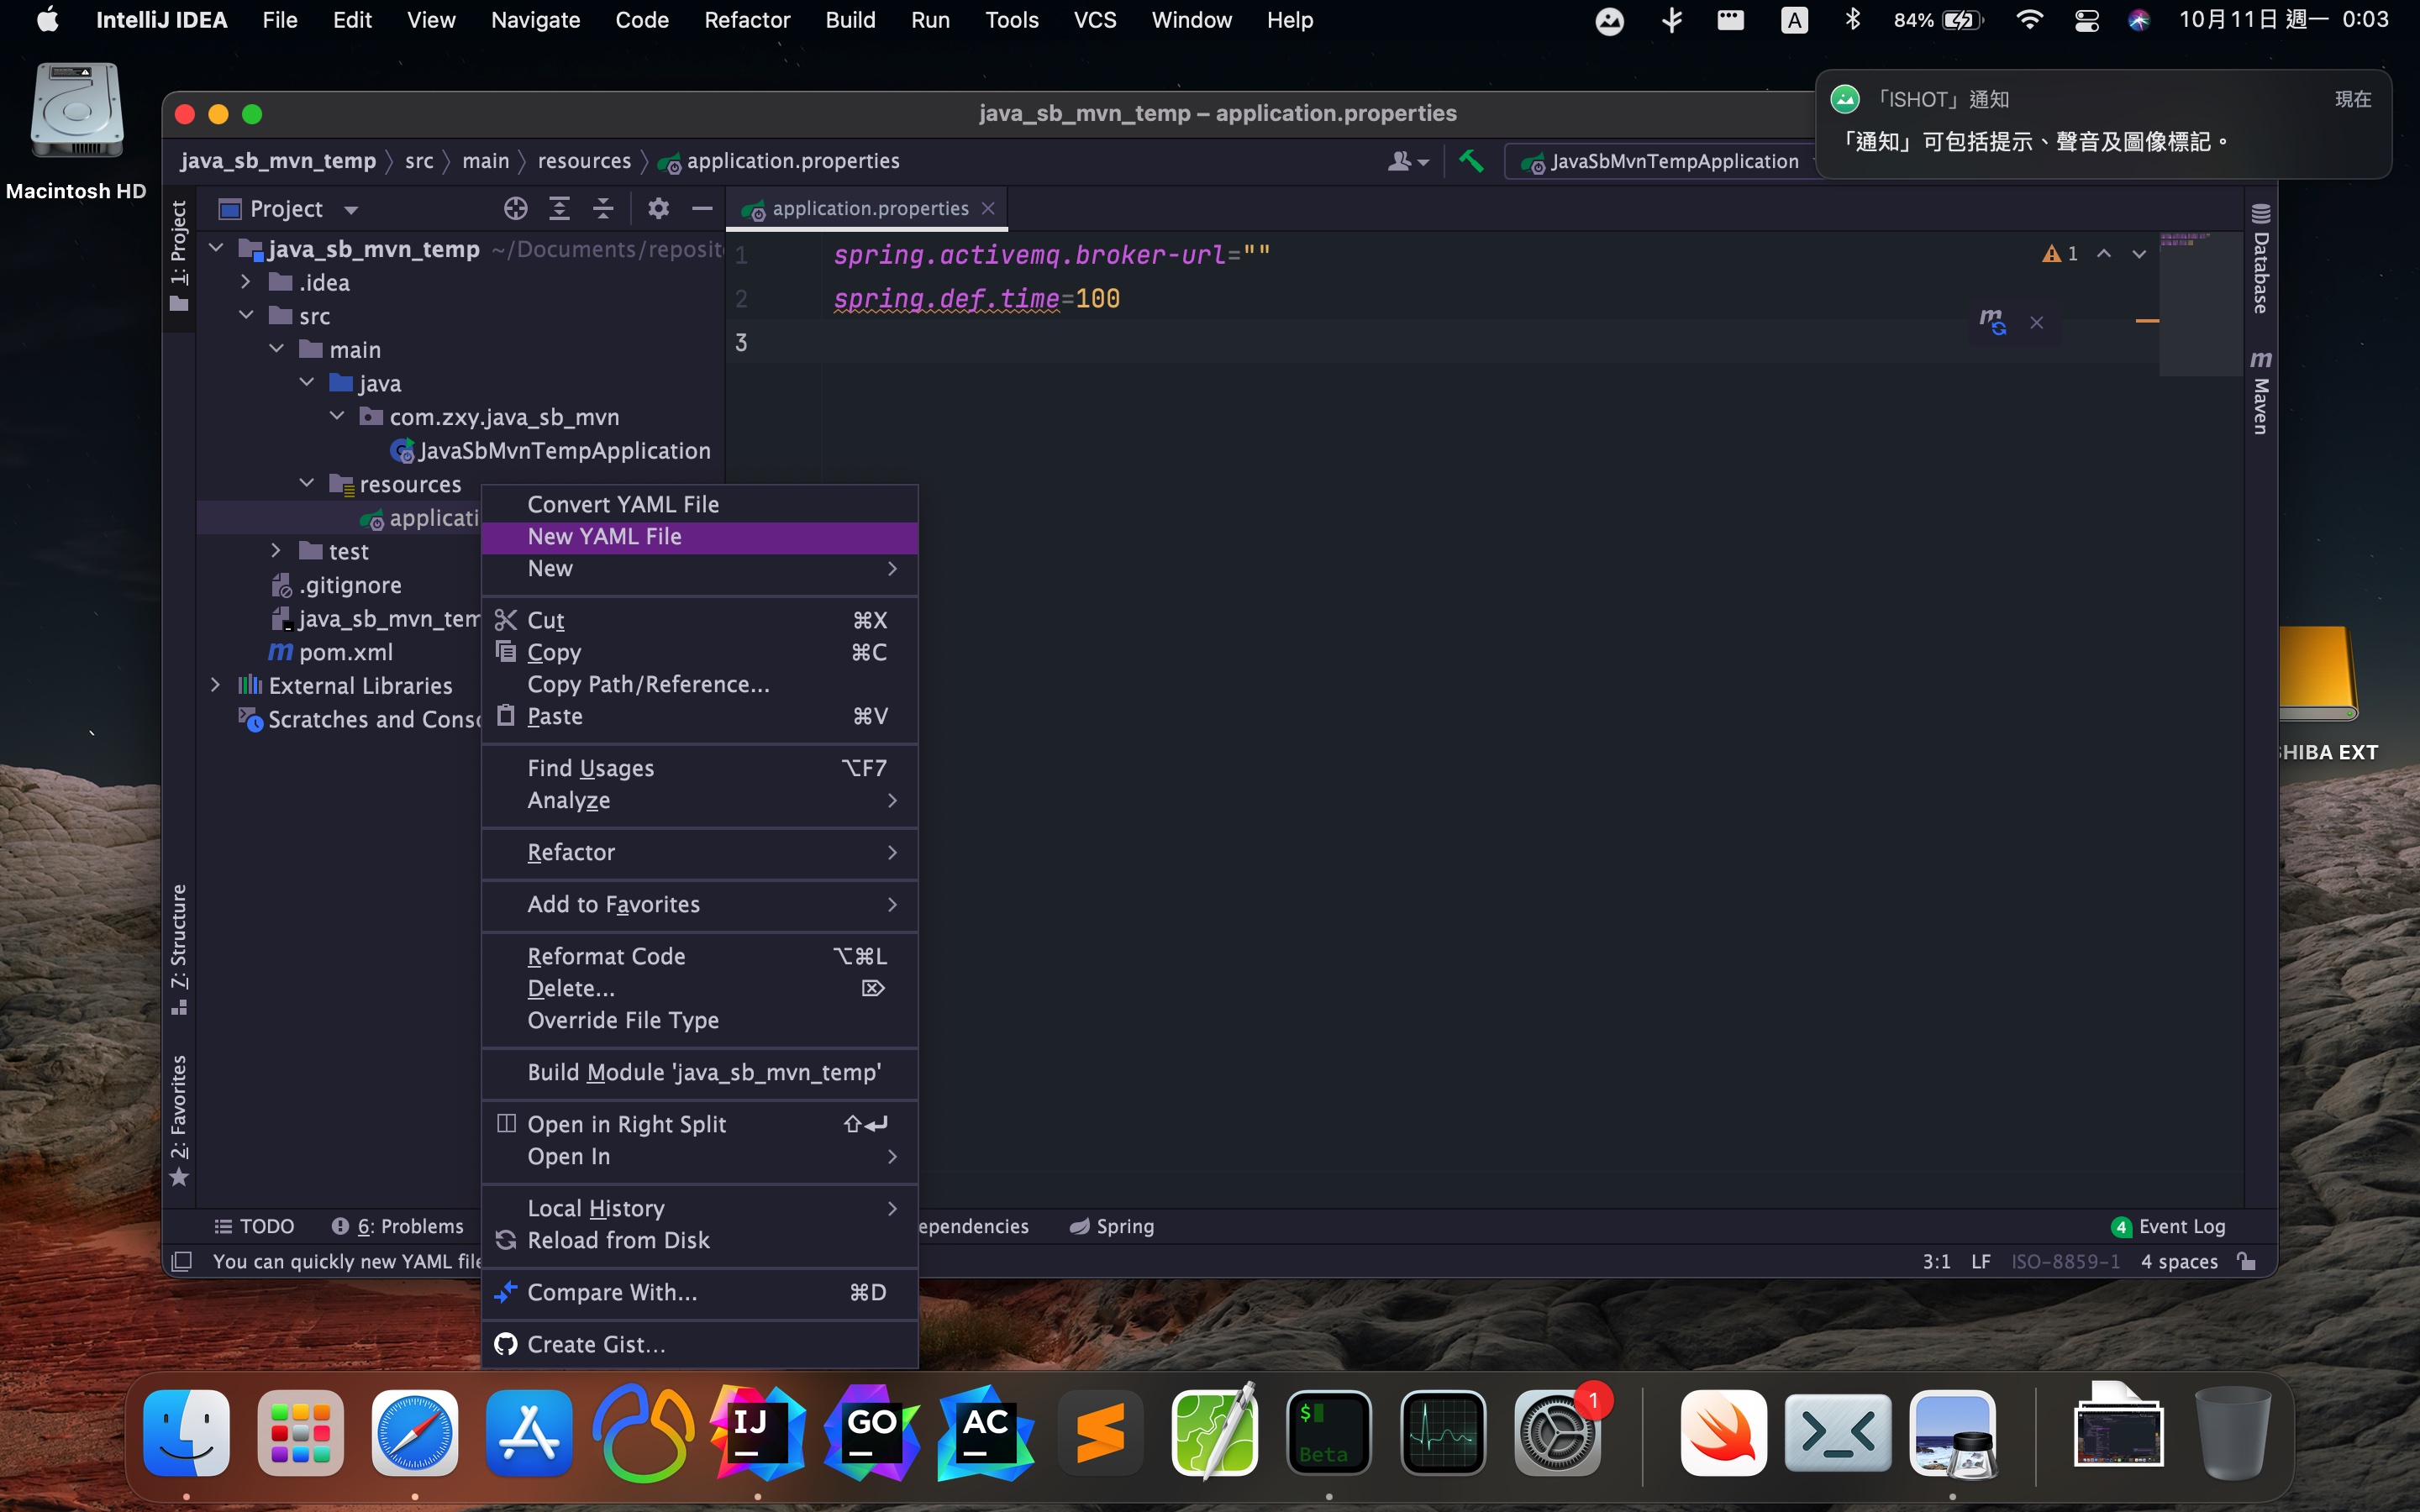 IntelliJ IDEA File Edit View Navigate Code Refactor Build Run Tools VCS Window Help A 84% 10月11日 週一 0:03
Macintosh HD
java_sb_mvn_temp – application.properties
「ISHOT」通知 現在
「通知」可包括提示、聲音及圖像標記。
java_sb_mvn_temp src main resources application.properties JavaSbMvnTempApplication
1: Project
Project
application.properties
java_sb_mvn_temp ~/Documents/reposit
.idea
src
main
java
com.zxy.java_sb_mvn
JavaSbMvnTempApplication
resources
applicati
test
.gitignore
java_sb_mvn_tem
pom.xml
External Libraries
Scratches and Conso
1 spring.activemq.broker-url=""
2 spring.def.time=100
3
1
m
Database
m Maven
Convert YAML File
New YAML File
New
Cut ⌘X
Copy ⌘C
Copy Path/Reference...
Paste ⌘V
Find Usages ⌥F7
Analyze
Refactor
Add to Favorites
Reformat Code ⌥⌘L
Delete... ⌦
Override File Type
Build Module 'java_sb_mvn_temp'
Open in Right Split ⇧↩
Open In
Local History
Reload from Disk
Compare With... ⌘D
Create Gist...
7: Structure
2: Favorites
HIBA EXT
TODO 6: Problems ependencies Spring 4 Event Log
You can quickly new YAML file 3:1 LF ISO-8859-1 4 spaces
IJ GO AC $ Beta 1